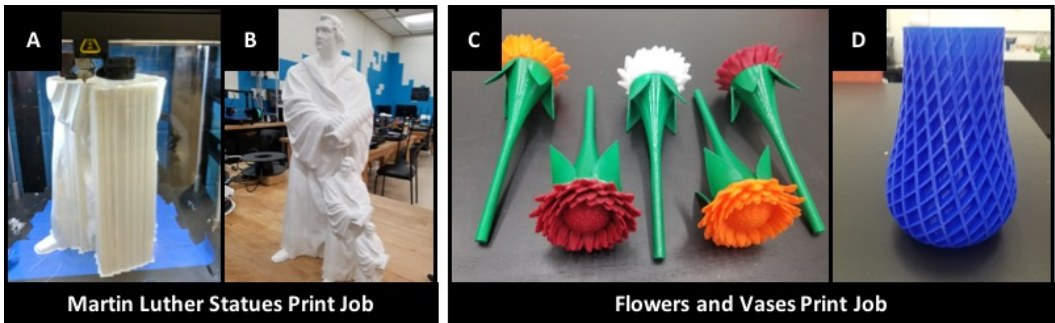 A
B
C
D
Martin Luther Statues Print Job
Flowers and Vases Print Job